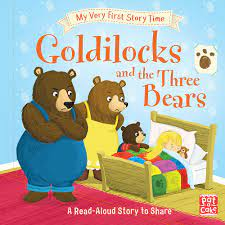 My Very First Story Time
Goldilocks
and the Three
Bears
A Read-Aloud Story to Share
Pat
a
Cake